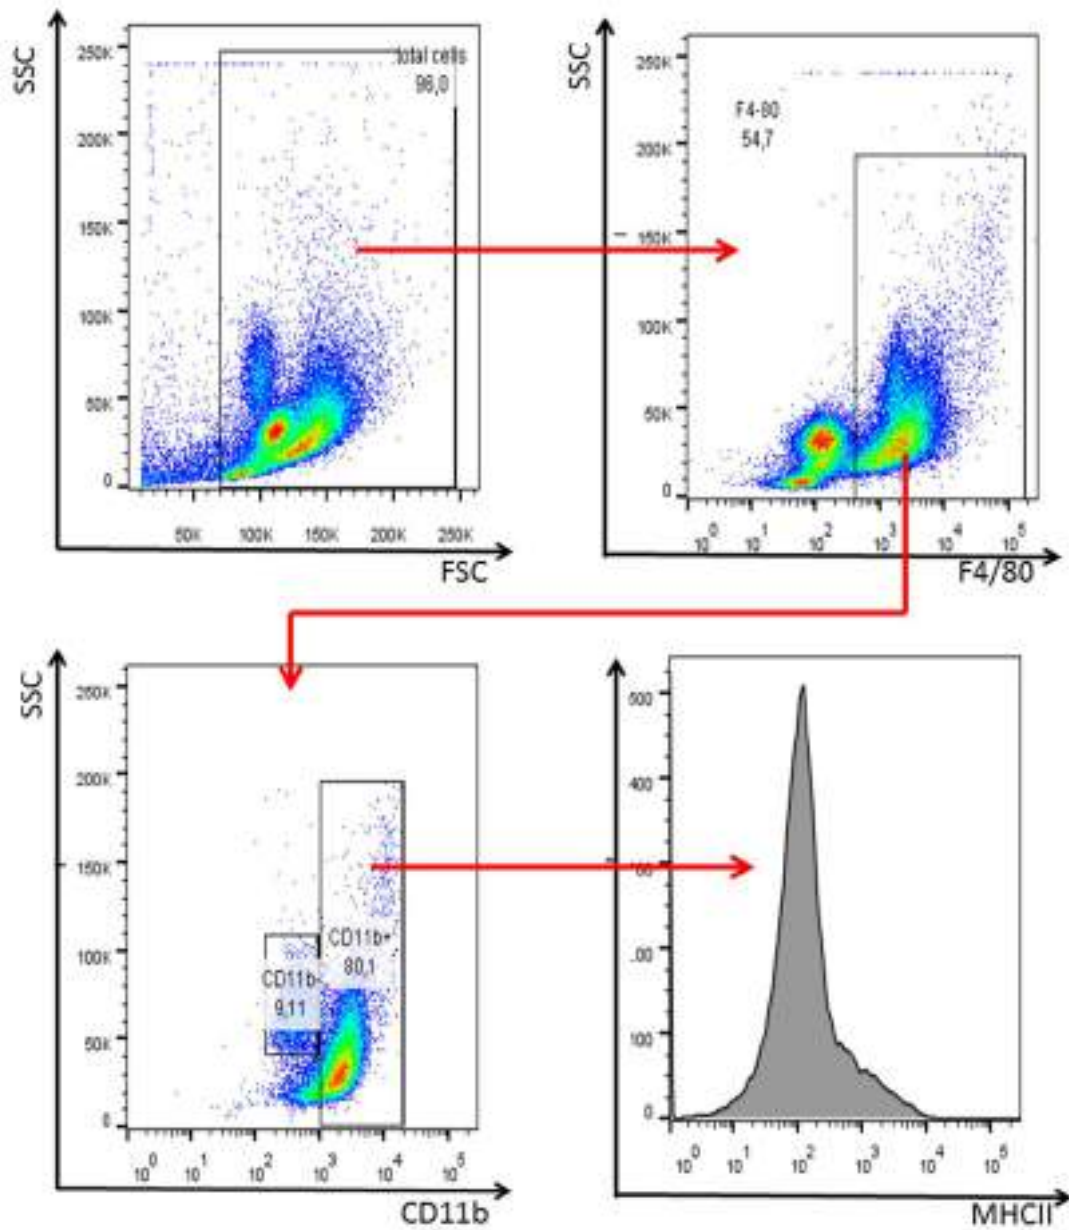 SSC
250K
200K
150K
100K
50K
0
total cells
96,0
50K 100K 150K 200K 250K
FSC
SSC
250K
200K
150K
100K
50K
0
F4-80
54,7
10^0 10^1 10^2 10^3 10^4 10^5
F4/80
SSC
250K
200K
150K
100K
50K
0
CD11b+
80,1
CD11b-
9,11
10^0 10^1 10^2 10^3 10^4 10^5
CD11b
500
400
100
0
10^0 10^1 10^2 10^3 10^4 10^5
MHCII